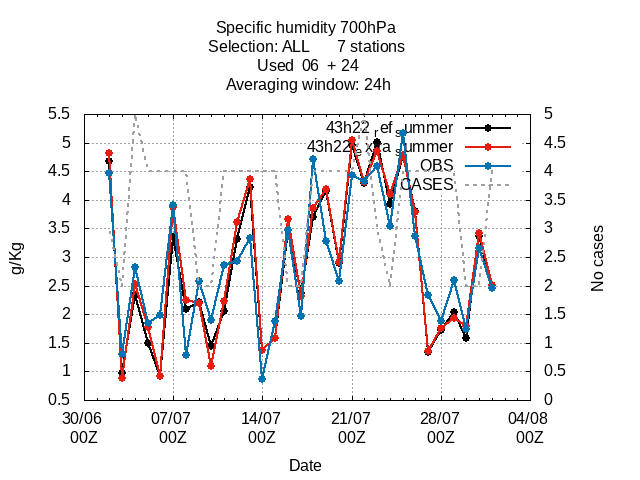 Specific humidity 700hPa
Selection: ALL 7 stations
Used 06 + 24
Averaging window: 24h
5.5 5
5 4.5
4.5 4
4 3.5
3.5 3
3 2.5
2.5 2
2 1.5
1.5 1
1 0.5
0.5 0
43h22_ref_summer
OBS
CASES
g/Kg
No cases
30/06 07/07 14/07 21/07 28/07 04/08
00Z 00Z 00Z 00Z 00Z 00Z
Date